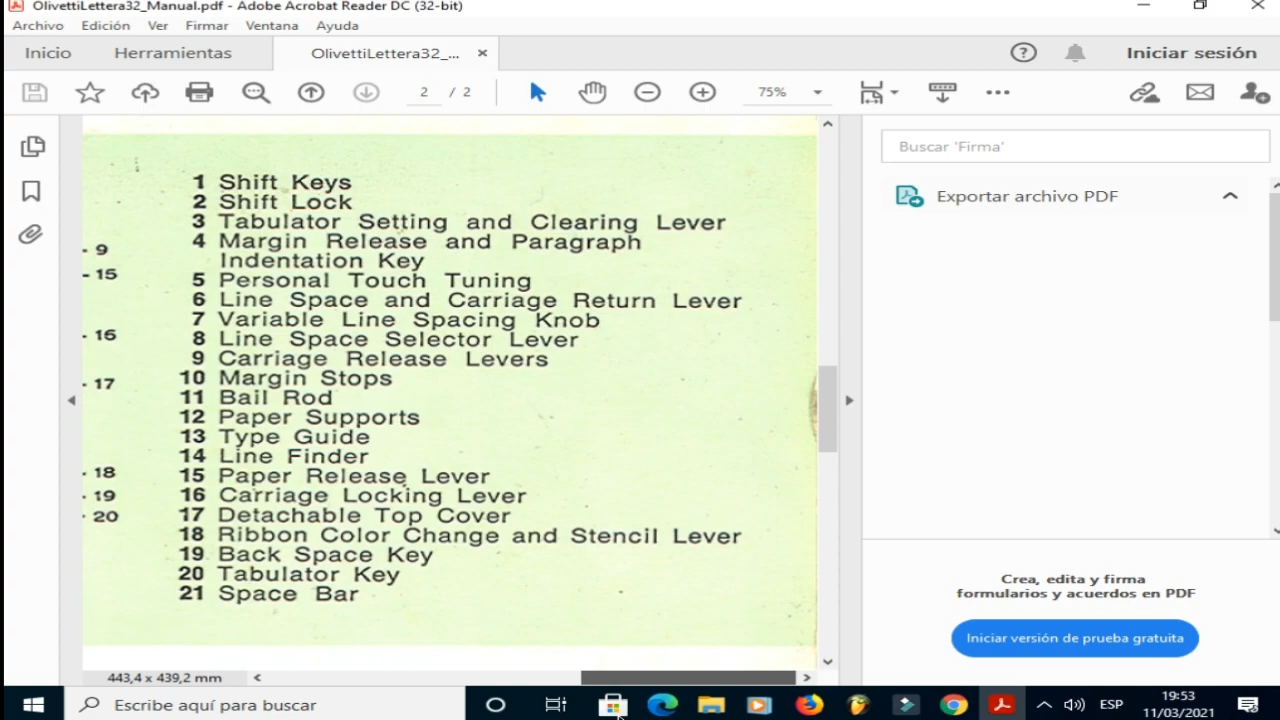 OlivettiLettera32_Manual.pdf - Adobe Acrobat Reader DC (32-bit)
Archivo Edición Ver Firmar Ventana Ayuda
Inicio Herramientas OlivettiLettera32_... × Iniciar sesión
2 / 2 75%
Buscar 'Firma'
Exportar archivo PDF
1 Shift Keys
2 Shift Lock
3 Tabulator Setting and Clearing Lever
4 Margin Release and Paragraph
Indentation Key
5 Personal Touch Tuning
6 Line Space and Carriage Return Lever
7 Variable Line Spacing Knob
8 Line Space Selector Lever
9 Carriage Release Levers
10 Margin Stops
11 Bail Rod
12 Paper Supports
13 Type Guide
14 Line Finder
15 Paper Release Lever
16 Carriage Locking Lever
17 Detachable Top Cover
18 Ribbon Color Change and Stencil Lever
19 Back Space Key
20 Tabulator Key
21 Space Bar
- 9
- 15
- 16
- 17
- 18
- 19
- 20
Crea, edita y firma
formularios y acuerdos en PDF
Iniciar versión de prueba gratuita
443,4 x 439,2 mm
Escribe aquí para buscar
ESP
19:53
11/03/2021